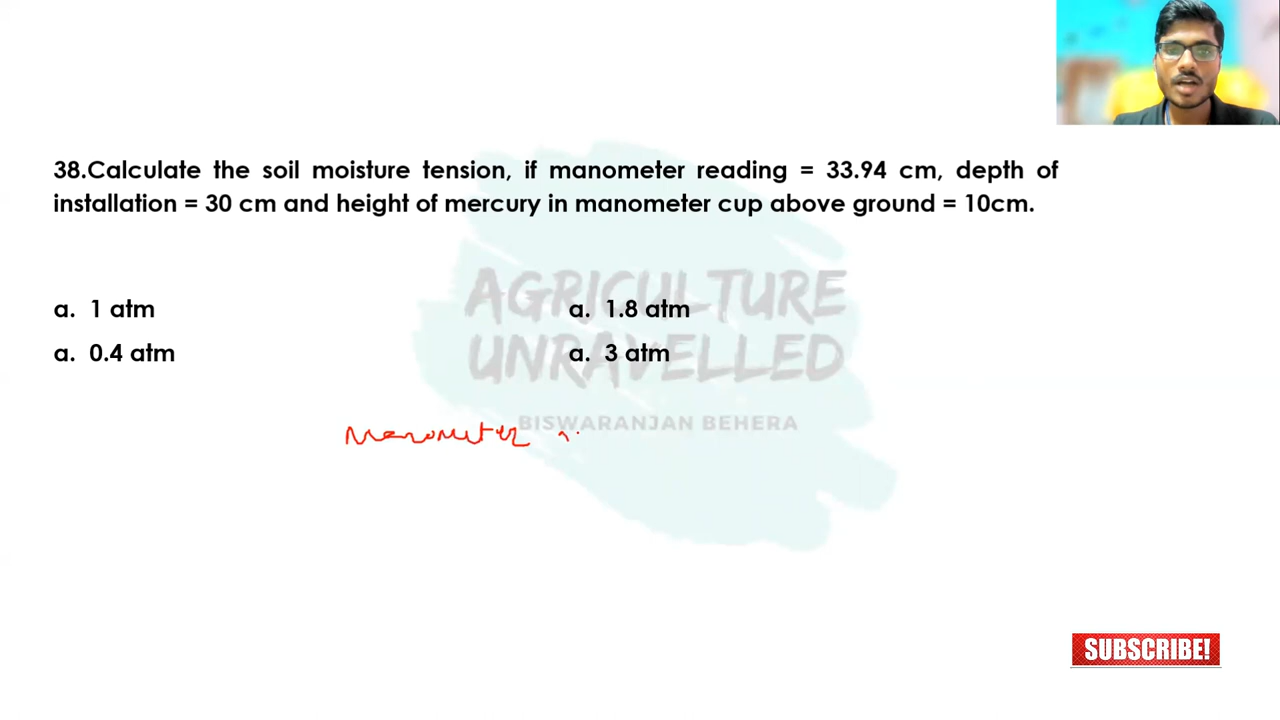 38.Calculate the soil moisture tension, if manometer reading = 33.94 cm, depth of
installation = 30 cm and height of mercury in manometer cup above ground = 10cm.
a. 1 atm
a. 1.8 atm
a. 0.4 atm
a. 3 atm
AGRICULTURE
UNRAVELLED
BISWARANJAN BEHERA
Manometer
SUBSCRIBE!